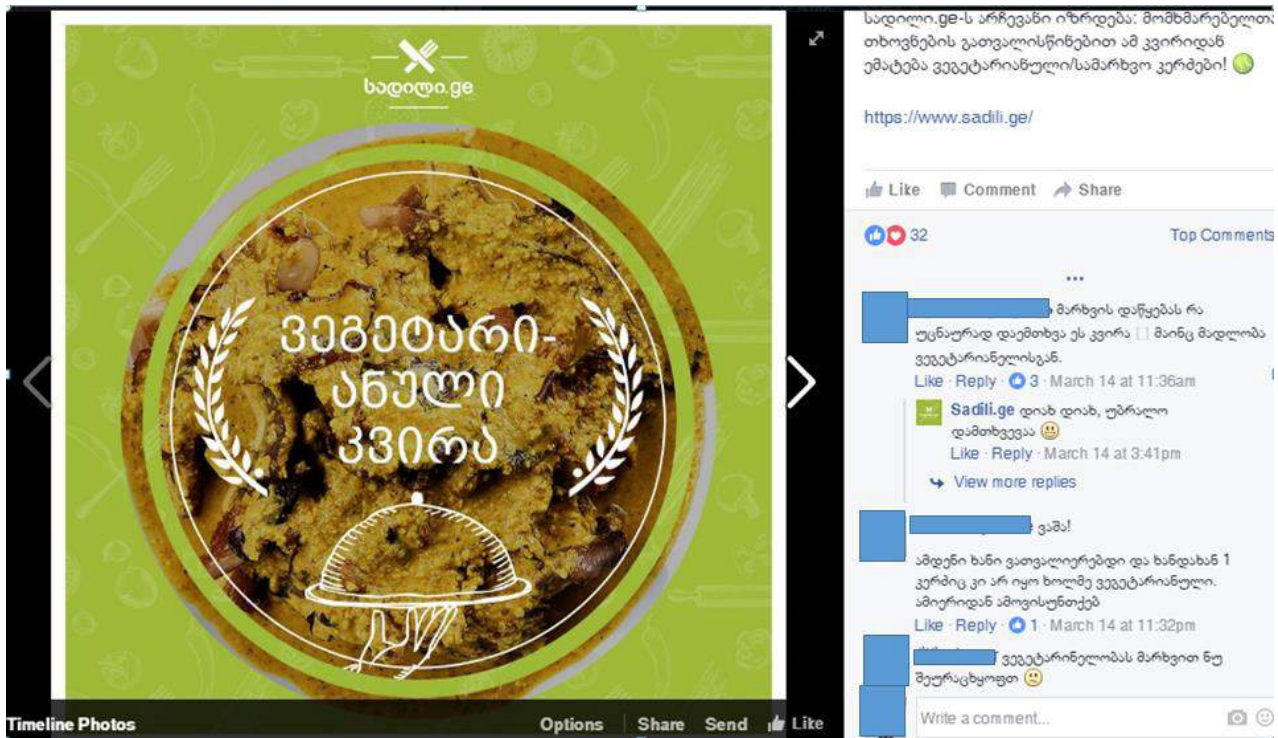 სადილი.ge
ვეგეტარი-
ანული
კვირა
Timeline Photos
Options
Share
Send
Like
სადილი.ge-ს არჩევანი იზრდება: მომხმარებელთა
თხოვნების გათვალისწინებით ამ კვირიდან
ემატება ვეგეტარიანული/სამარხვო კერძები!
https://www.sadili.ge/
Like Comment Share
32 Top Comments
მარხვის დაწყებას რა
უცნაურად დაემთხვა ეს კვირა მაინც მადლობა
ვეგეტარიანელისგან.
Like · Reply · 3 · March 14 at 11:36am
Sadili.ge დიახ დიახ, უბრალო
დამთხვევაა
Like · Reply · March 14 at 3:41pm
View more replies
ვაშა!
ამდენი ხანი ვათვალიერებდი და ხანდახან 1
კერძიც კი არ იყო ხოლმე ვეგეტარიანული.
ამიერიდან ამოვისუნთქებ
Like · Reply · 1 · March 14 at 11:32pm
ვეგეტარინელობას მარხვით ნუ
შეურაცხყოფთ
Write a comment...